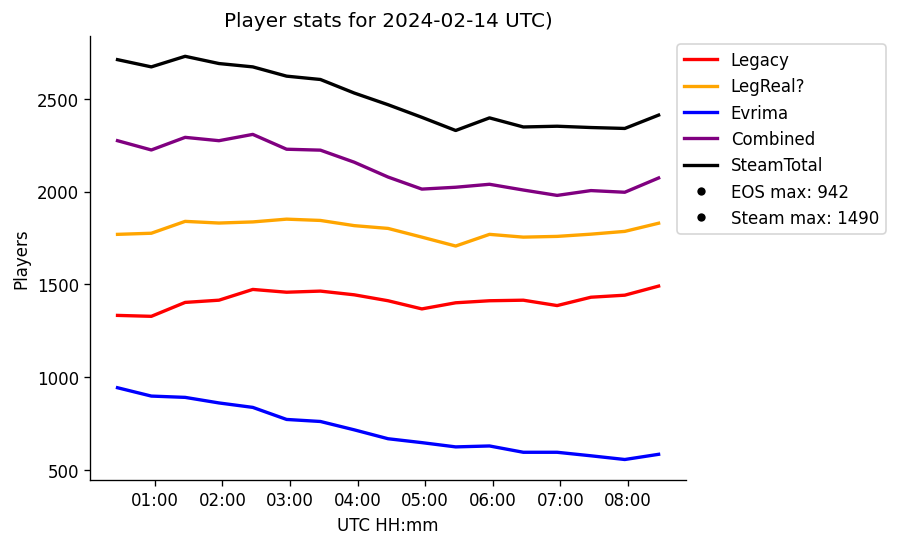 Player stats for 2024-02-14 UTC)
Legacy
LegReal?
Evrima
Combined
SteamTotal
EOS max: 942
Steam max: 1490
Players
2500
2000
1500
1000
500
01:00 02:00 03:00 04:00 05:00 06:00 07:00 08:00
UTC HH:mm